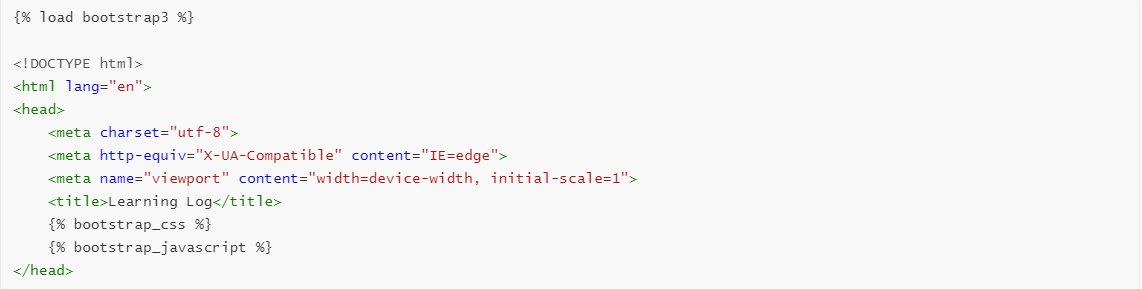 {% load bootstrap3 %}

<!DOCTYPE html>
<html lang="en">
<head>
    <meta charset="utf-8">
    <meta http-equiv="X-UA-Compatible" content="IE=edge">
    <meta name="viewport" content="width=device-width, initial-scale=1">
    <title>Learning Log</title>
    {% bootstrap_css %}
    {% bootstrap_javascript %}
</head>